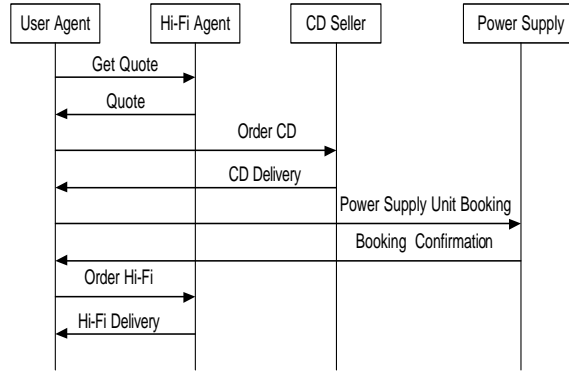 User Agent
Hi-Fi Agent
CD Seller
Power Supply
Get Quote
Quote
Order CD
CD Delivery
Power Supply Unit Booking
Booking Confirmation
Order Hi-Fi
Hi-Fi Delivery